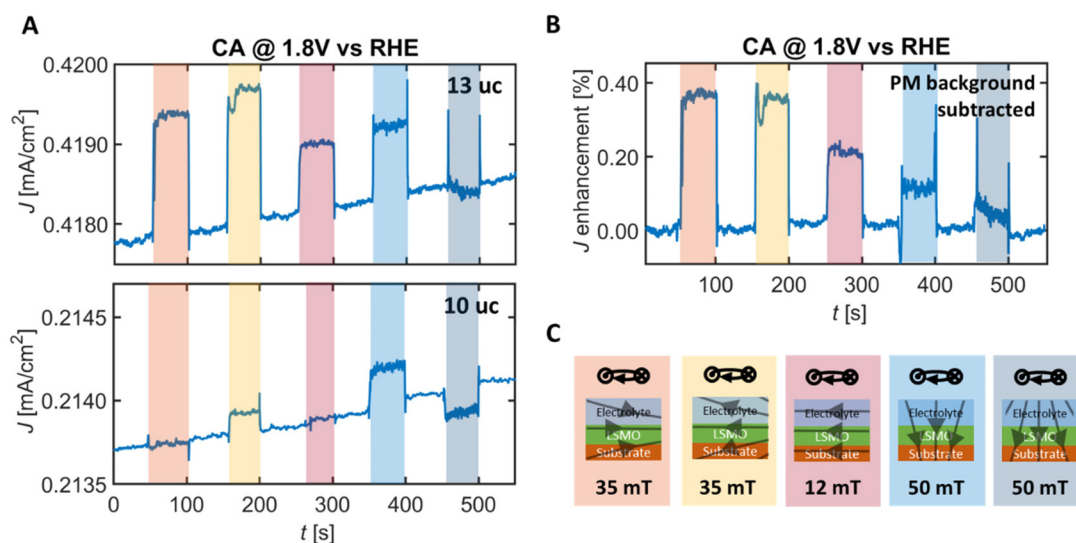 A
CA @ 1.8V vs RHE
0.4200
0.4190
0.4180
J [mA/cm²]
13 uc
0.2145
0.2140
0.2135
J [mA/cm²]
10 uc
0 100 200 300 400 500
t [s]
B
CA @ 1.8V vs RHE
0.40
0.20
0.00
J enhancement [%]
PM background
subtracted
100 200 300 400 500
t [s]
C
Electrolyte Electrolyte Electrolyte Electrolyte Electrolyte
LSMO LSMO LSMO LSMO LSMO
Substrate Substrate Substrate Substrate Substrate
35 mT 35 mT 12 mT 50 mT 50 mT